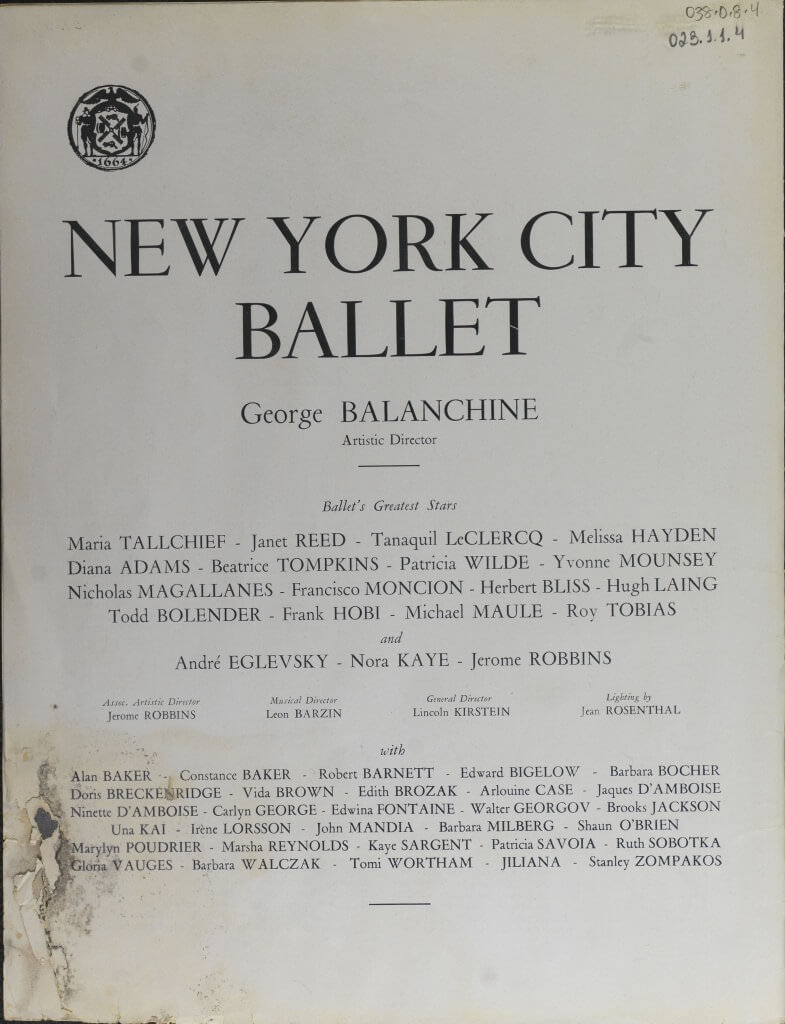 038.0.8.4
023.1.1.4
1664
NEW YORK CITY
BALLET
George BALANCHINE
Artistic Director
Ballet's Greatest Stars
Maria TALLCHIEF - Janet REED - Tanaquil LeCLERCQ - Melissa HAYDEN
Diana ADAMS - Beatrice TOMPKINS - Patricia WILDE - Yvonne MOUNSEY
Nicholas MAGALLANES - Francisco MONCION - Herbert BLISS - Hugh LAING
Todd BOLENDER - Frank HOBI - Michael MAULE - Roy TOBIAS
and
André EGLEVSKY - Nora KAYE - Jerome ROBBINS
Assoc. Artistic Director Musical Director General Director Lighting by
Jerome ROBBINS Leon BARZIN Lincoln KIRSTEIN Jean ROSENTHAL
with
Alan BAKER - Constance BAKER - Robert BARNETT - Edward BIGELOW - Barbara BOCHER
Doris BRECKENRIDGE - Vida BROWN - Edith BROZAK - Arlouine CASE - Jaques D'AMBOISE
Ninette D'AMBOISE - Carlyn GEORGE - Edwina FONTAINE - Walter GEORGOV - Brooks JACKSON
Una KAI - Irène LORSSON - John MANDIA - Barbara MILBERG - Shaun O'BRIEN
Marylyn POUDRIER - Marsha REYNOLDS - Kaye SARGENT - Patricia SAVOIA - Ruth SOBOTKA
Gloria VAUGES - Barbara WALCZAK - Tomi WORTHAM - JILIANA - Stanley ZOMPAKOS